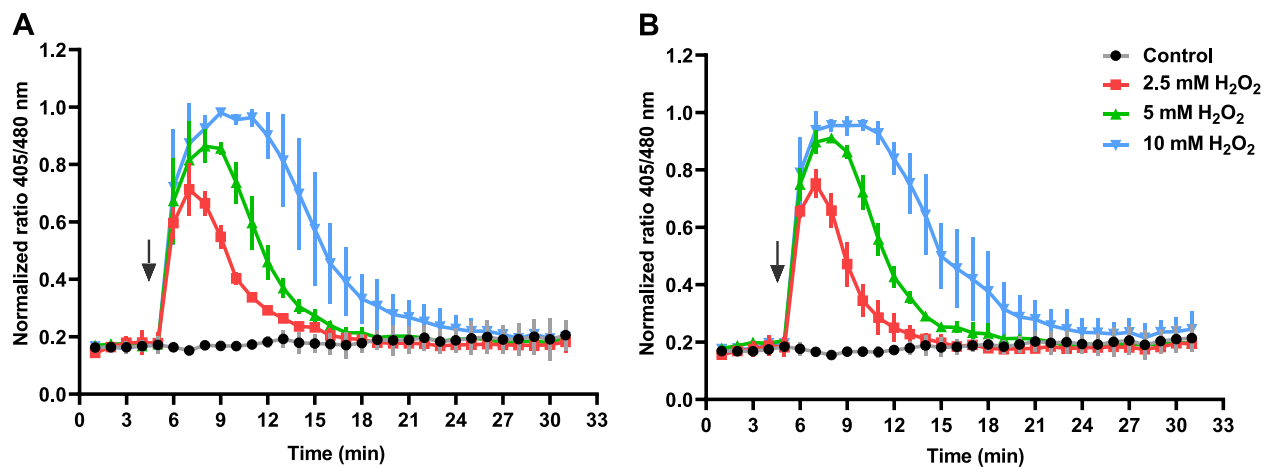 A
Normalized ratio 405/480 nm
1.2
1.0
0.8
0.6
0.4
0.2
0.0
0 3 6 9 12 15 18 21 24 27 30 33
Time (min)
B
Normalized ratio 405/480 nm
1.2
1.0
0.8
0.6
0.4
0.2
0.0
0 3 6 9 12 15 18 21 24 27 30 33
Time (min)
Control
2.5 mM H₂O₂
5 mM H₂O₂
10 mM H₂O₂